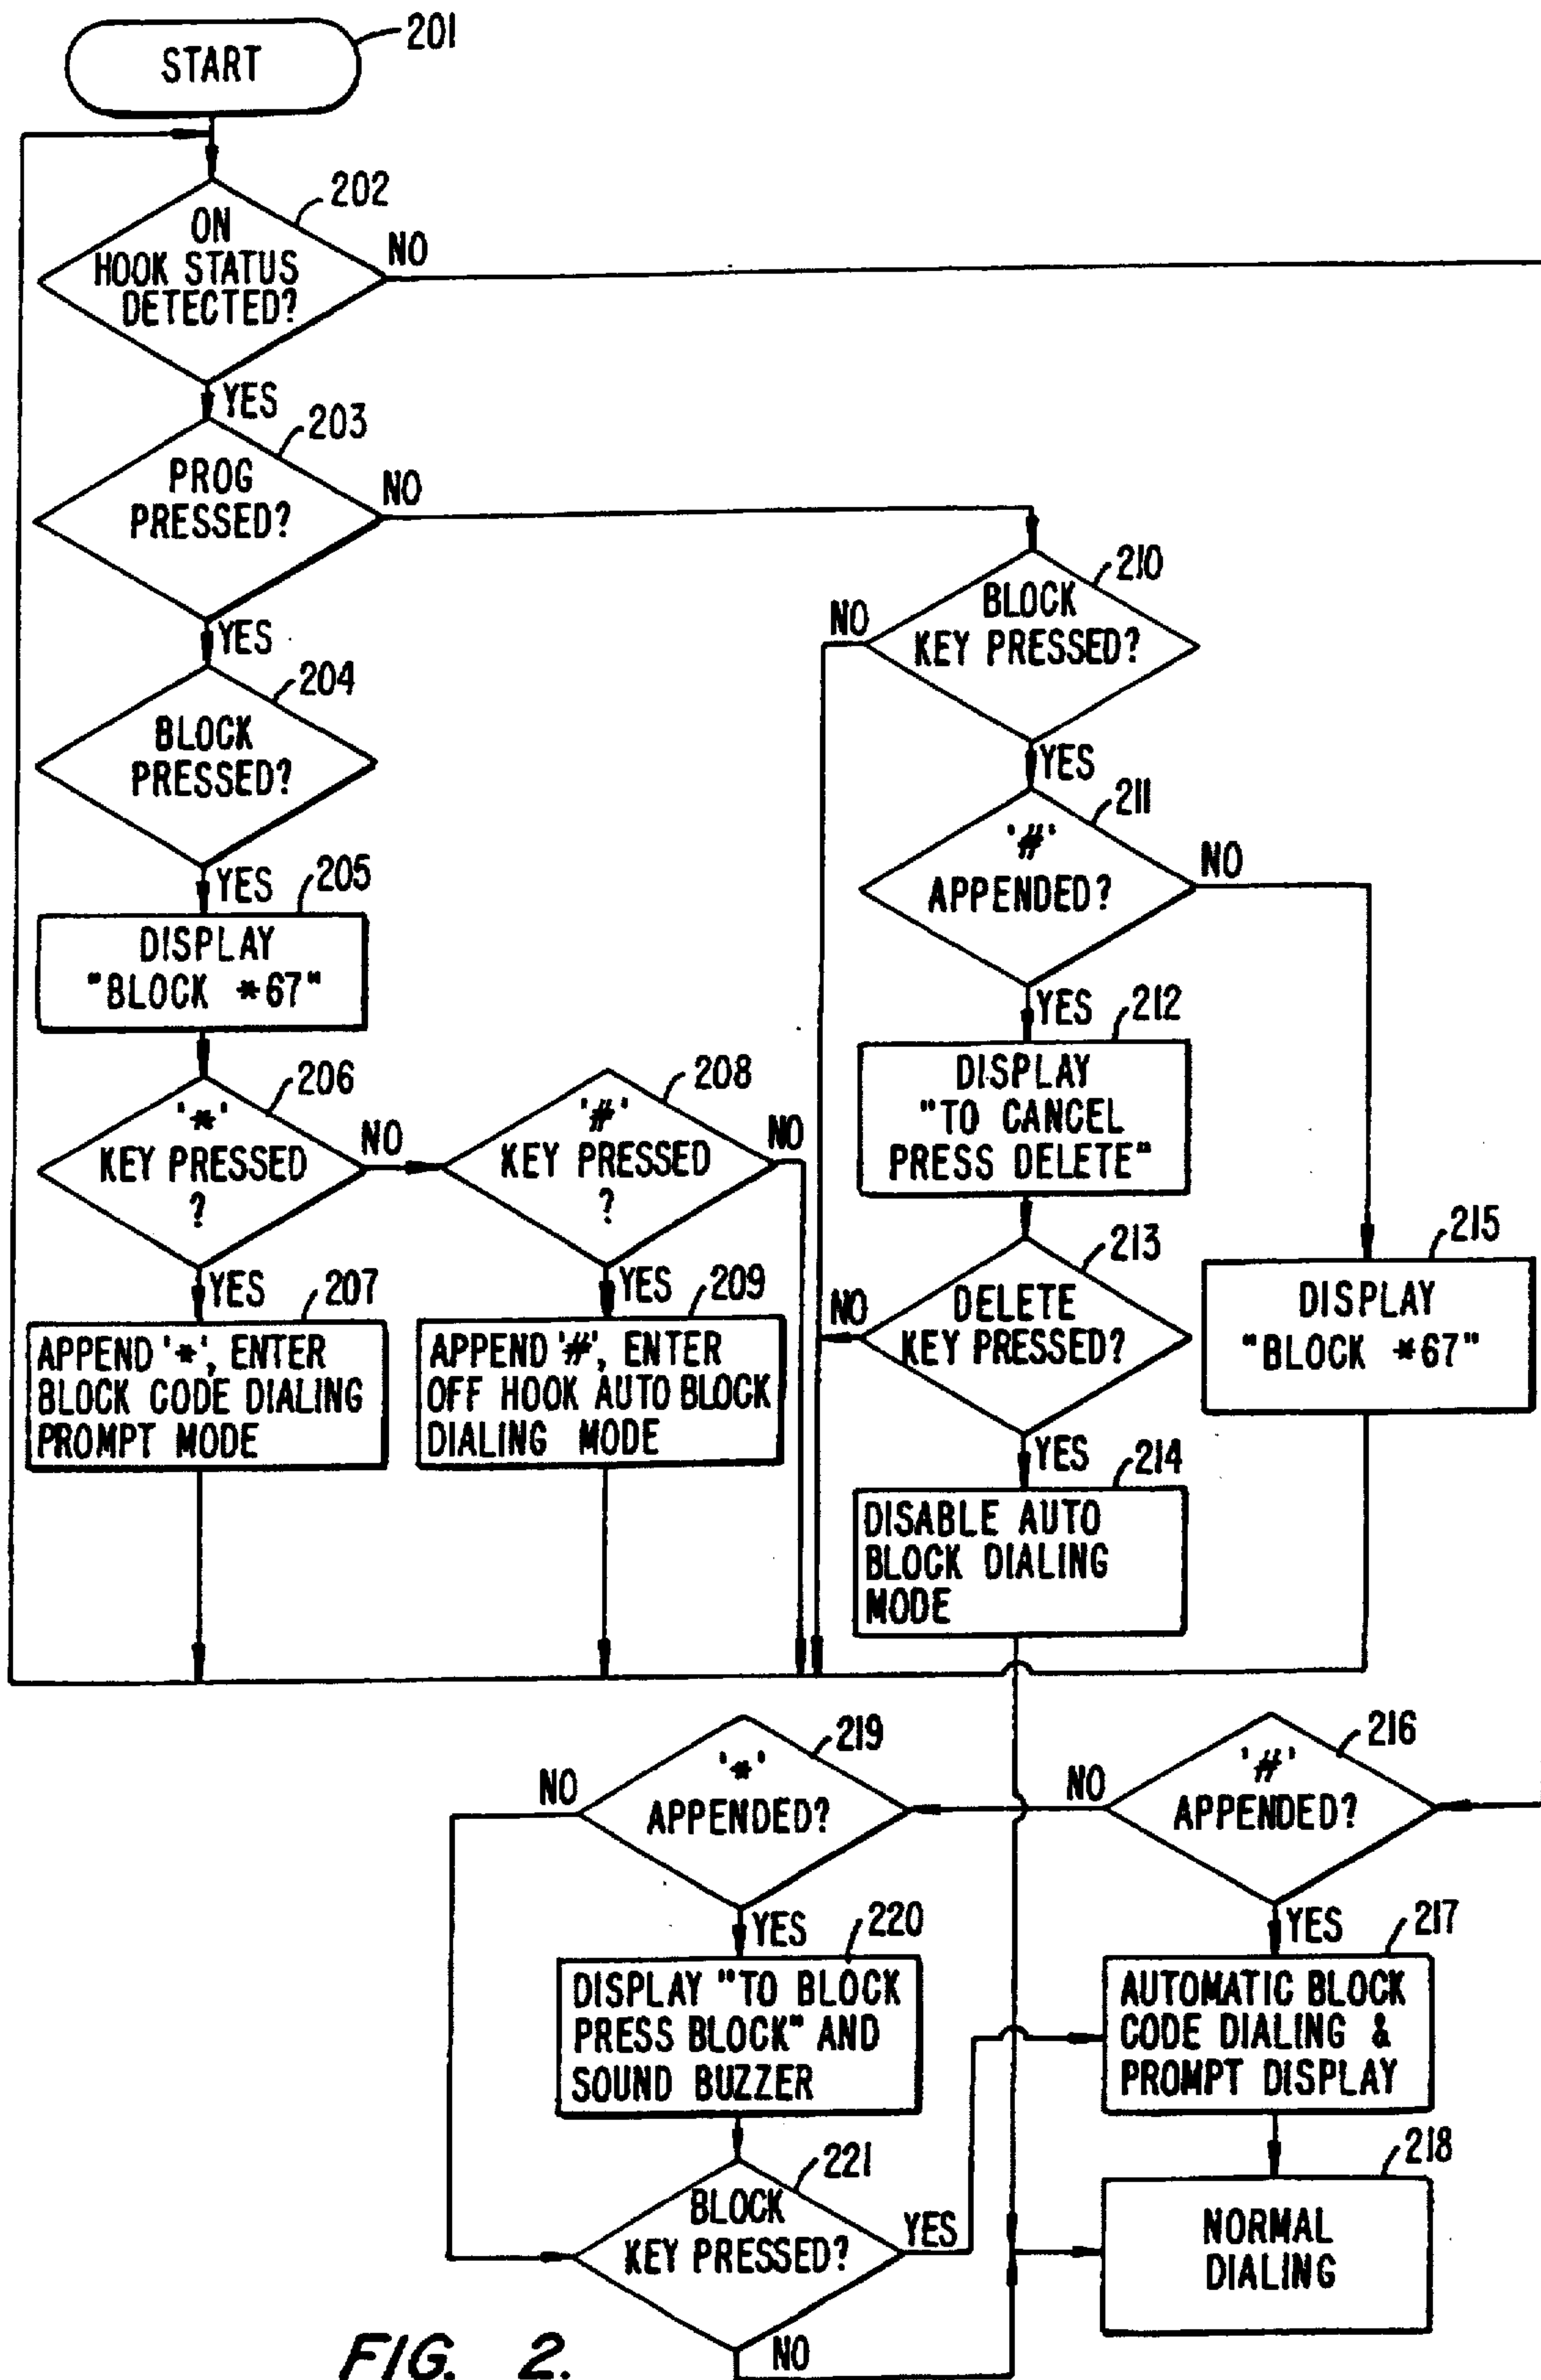 START
201
ON
HOOK STATUS
DETECTED?
202
NO
YES
PROG
PRESSED?
203
NO
YES
BLOCK
PRESSED?
204
YES
DISPLAY
"BLOCK *67"
205
'*'
KEY PRESSED
?
206
NO
YES
APPEND '*', ENTER
BLOCK CODE DIALING
PROMPT MODE
207
'#'
KEY PRESSED
?
208
NO
YES
APPEND '#', ENTER
OFF HOOK AUTO BLOCK
DIALING MODE
209
BLOCK
KEY PRESSED?
210
NO
YES
'#'
APPENDED?
211
NO
YES
DISPLAY
"TO CANCEL
PRESS DELETE"
212
DELETE
KEY PRESSED?
213
NO
YES
DISABLE AUTO
BLOCK DIALING
MODE
214
DISPLAY
"BLOCK *67"
215
'#'
APPENDED?
216
NO
YES
AUTOMATIC BLOCK
CODE DIALING &
PROMPT DISPLAY
217
NORMAL
DIALING
218
'*'
APPENDED?
219
NO
YES
DISPLAY "TO BLOCK
PRESS BLOCK" AND
SOUND BUZZER
220
BLOCK
KEY PRESSED?
221
YES
NO
FIG. 2.